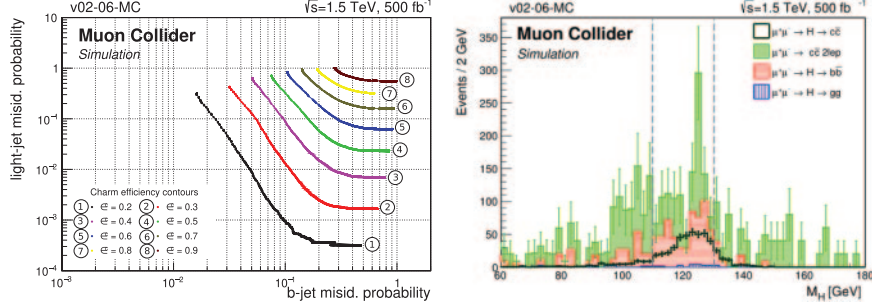 v02-06-MC
√s=1.5 TeV, 500 fb⁻¹
Muon Collider
Simulation
light-jet misid. probability
10
1
10⁻¹
10⁻²
10⁻³
10⁻⁴
10⁻³
10⁻²
10⁻¹
1
b-jet misid. probability
Charm efficiency contours
1 ∈ = 0.2 2 ∈ = 0.3
3 ∈ = 0.4 4 ∈ = 0.5
5 ∈ = 0.6 6 ∈ = 0.7
7 ∈ = 0.8 8 ∈ = 0.9
8
7
6
5
4
3
2
1
v02-06-MC
√s=1.5 TeV, 500 fb⁻¹
Muon Collider
Simulation
μ⁺μ⁻ → H → cc̄
μ⁺μ⁻ → cc̄ 2lep
μ⁺μ⁻ → H → bb̄
μ⁺μ⁻ → H → gg
Events / 2 GeV
350
300
250
200
150
100
50
0
60 80 100 120 140 160 180
M_H [GeV]